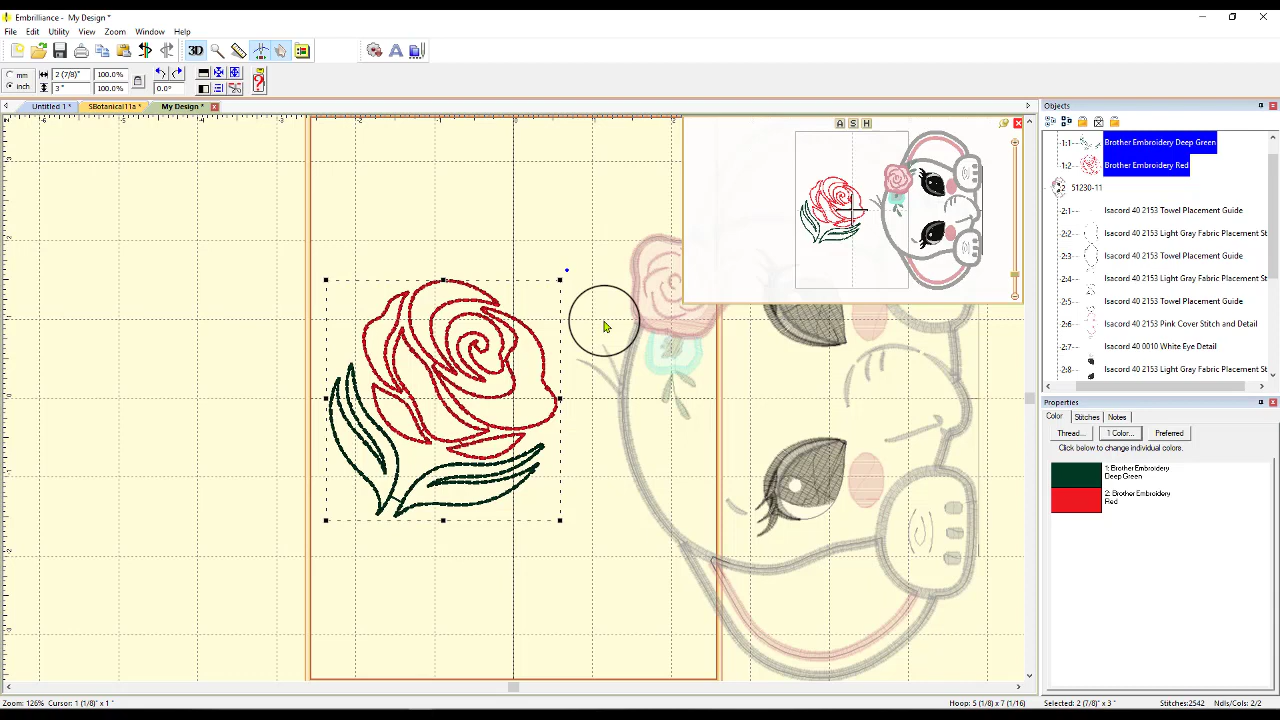 Embrilliance - My Design *
File Edit Utility View Zoom Window Help
3D A
mm 2 (7/8)" 100.0%
inch 3 " 100.0% 0.0°
Untitled 1 * SBotanical11a * My Design *
A S H
Objects
1:1 Brother Embroidery Deep Green
1:2 Brother Embroidery Red
51230-11
2:1 Isacord 40 2153 Towel Placement Guide
2:2 Isacord 40 2153 Light Gray Fabric Placement St
2:3 Isacord 40 2153 Towel Placement Guide
2:4 Isacord 40 2153 Light Gray Fabric Placement St
2:5 Isacord 40 2153 Towel Placement Guide
2:6 Isacord 40 2153 Pink Cover Stitch and Detail
2:7 Isacord 40 0010 White Eye Detail
2:8 Isacord 40 2153 Light Gray Fabric Placement St
Properties
Color Stitches Notes
Thread... 1 Color... Preferred
Click below to change individual colors.
1: Brother Embroidery
Deep Green
2: Brother Embroidery
Red
Zoom: 126% Cursor: 1 (1/8)" x 1 " Hoop: 5 (1/8) x 7 (1/16) Selected: 2 (7/8)" x 3 " Stitches:2542 Ndls/Cols: 2/2